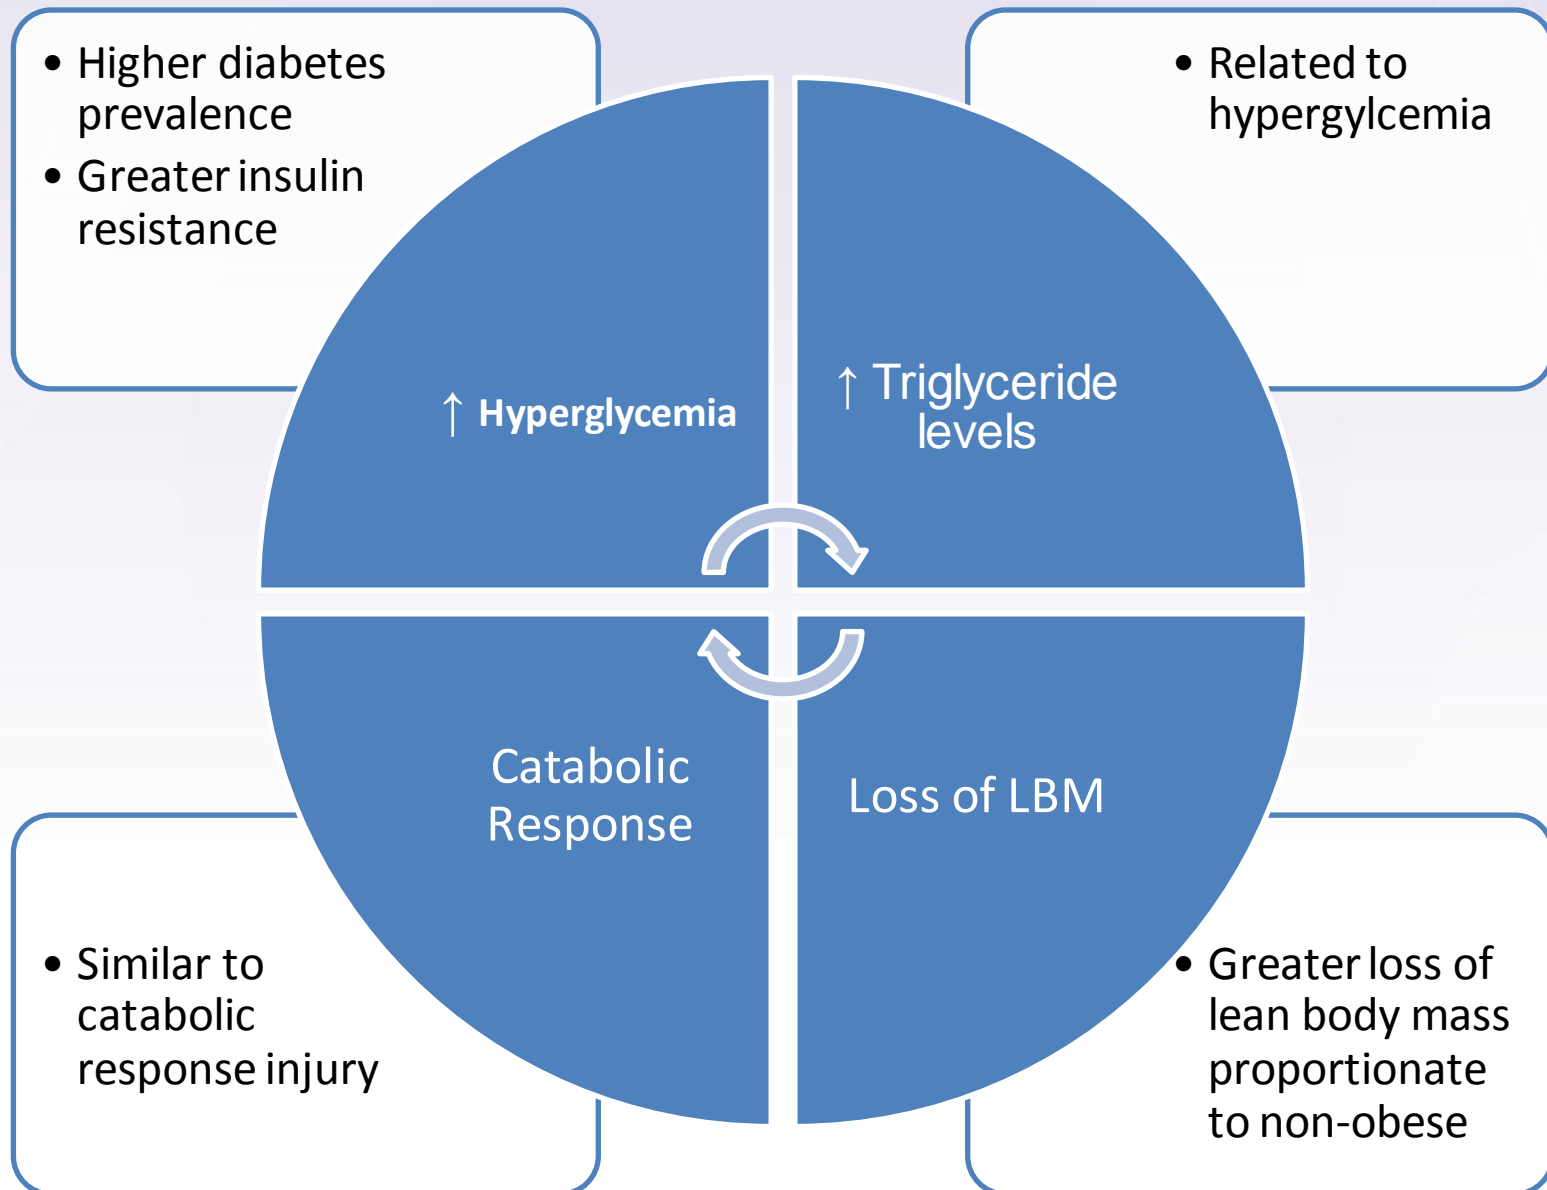 • Higher diabetes
prevalence
• Greater insulin
resistance
• Related to
hypergylcemia
↑ Hyperglycemia
↑ Triglyceride
levels
Catabolic
Response
Loss of LBM
• Similar to
catabolic
response injury
• Greater loss of
lean body mass
proportionate
to non-obese